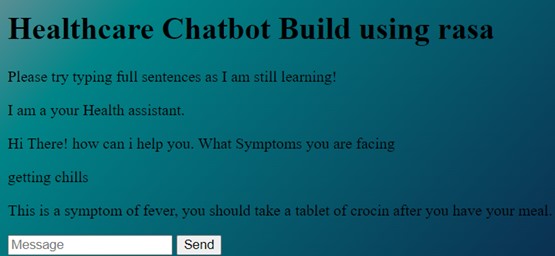 Healthcare Chatbot Build using rasa
Please try typing full sentences as I am still learning!
I am a your Health assistant.
Hi There! how can i help you. What Symptoms you are facing
getting chills
This is a symptom of fever, you should take a tablet of crocin after you have your meal.
Message
Send